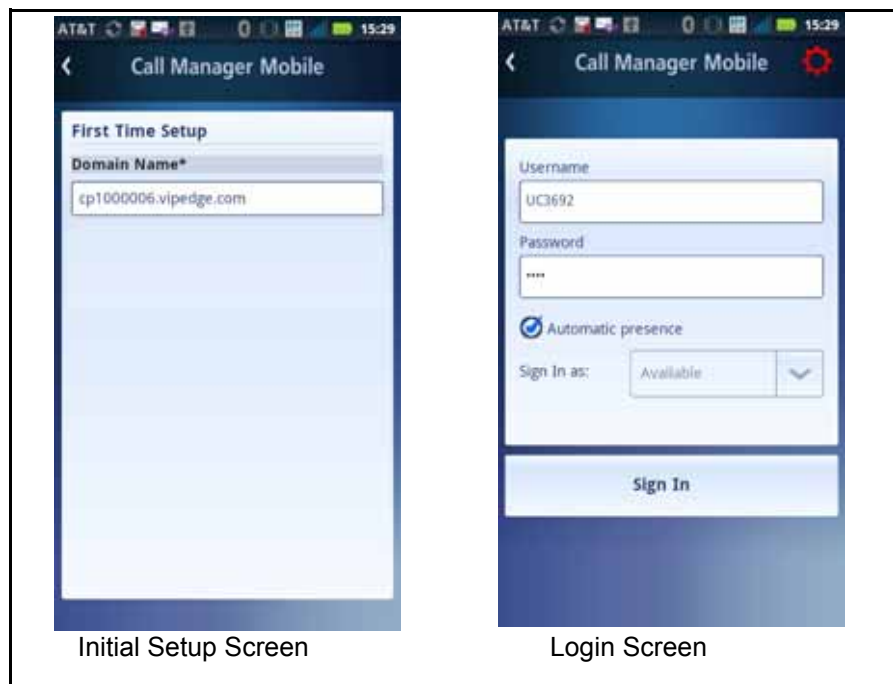 AT&T 15:29
Call Manager Mobile
First Time Setup
Domain Name*
cp1000006.vipedge.com
Initial Setup Screen
AT&T 15:29
Call Manager Mobile
Username
UC3692
Password
····
Automatic presence
Sign In as: Available
Sign In
Login Screen